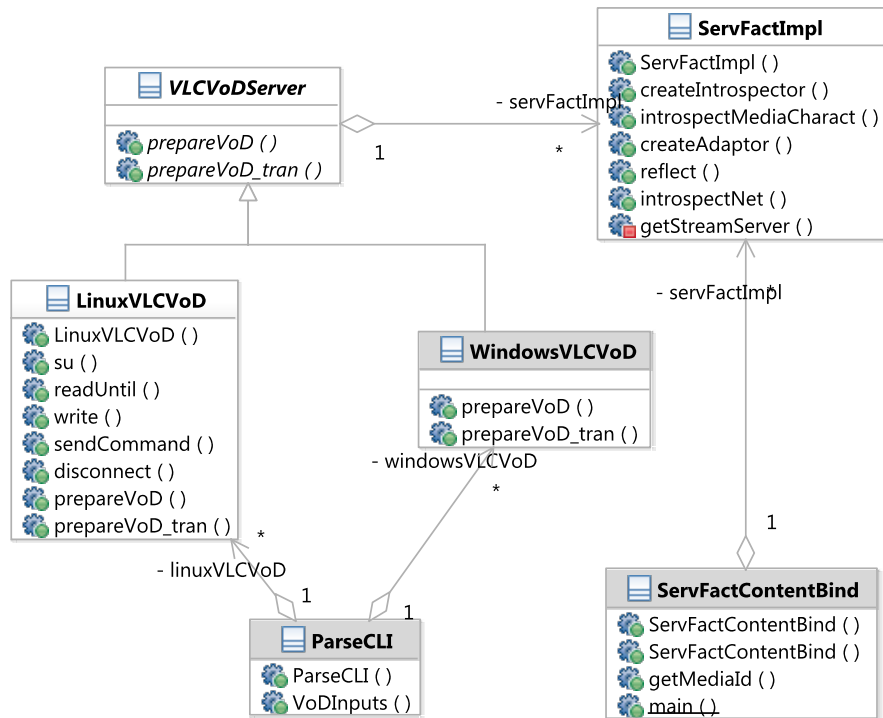 VLCVoDServer
prepareVoD ( )
prepareVoD_tran ( )
- servFactImpl
1
*
ServFactImpl
ServFactImpl ( )
createIntrospector ( )
introspectMediaCharact ( )
createAdaptor ( )
reflect ( )
introspectNet ( )
getStreamServer ( )
- servFactImpl
*
1
LinuxVLCVoD
LinuxVLCVoD ( )
su ( )
readUntil ( )
write ( )
sendCommand ( )
disconnect ( )
prepareVoD ( )
prepareVoD_tran ( )
WindowsVLCVoD
prepareVoD ( )
prepareVoD_tran ( )
- windowsVLCVoD
*
1
*
- linuxVLCVoD
1
ParseCLI
ParseCLI ( )
VoDInputs ( )
ServFactContentBind
ServFactContentBind ( )
ServFactContentBind ( )
getMediaId ( )
main ( )